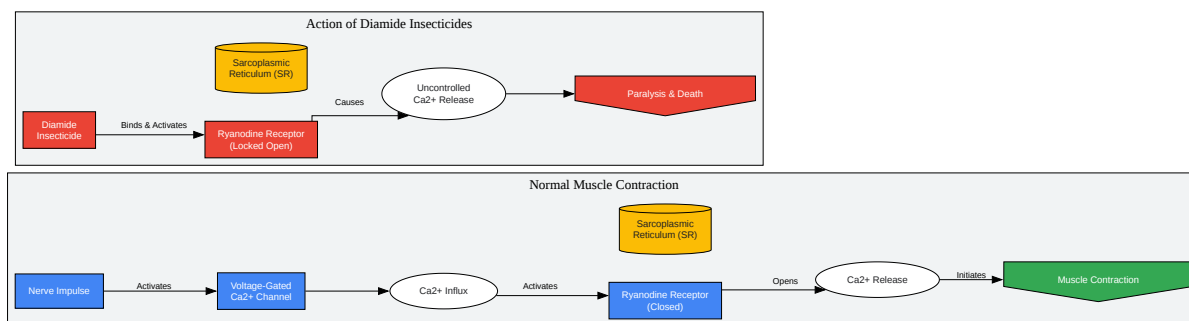 Action of Diamide Insecticides
Sarcoplasmic
Reticulum (SR)
Uncontrolled
Ca2+ Release
Paralysis & Death
Causes
Diamide
Insecticide
Binds & Activates
Ryanodine Receptor
(Locked Open)
Normal Muscle Contraction
Sarcoplasmic
Reticulum (SR)
Nerve Impulse
Activates
Voltage-Gated
Ca2+ Channel
Ca2+ Influx
Activates
Ryanodine Receptor
(Closed)
Opens
Ca2+ Release
Initiates
Muscle Contraction